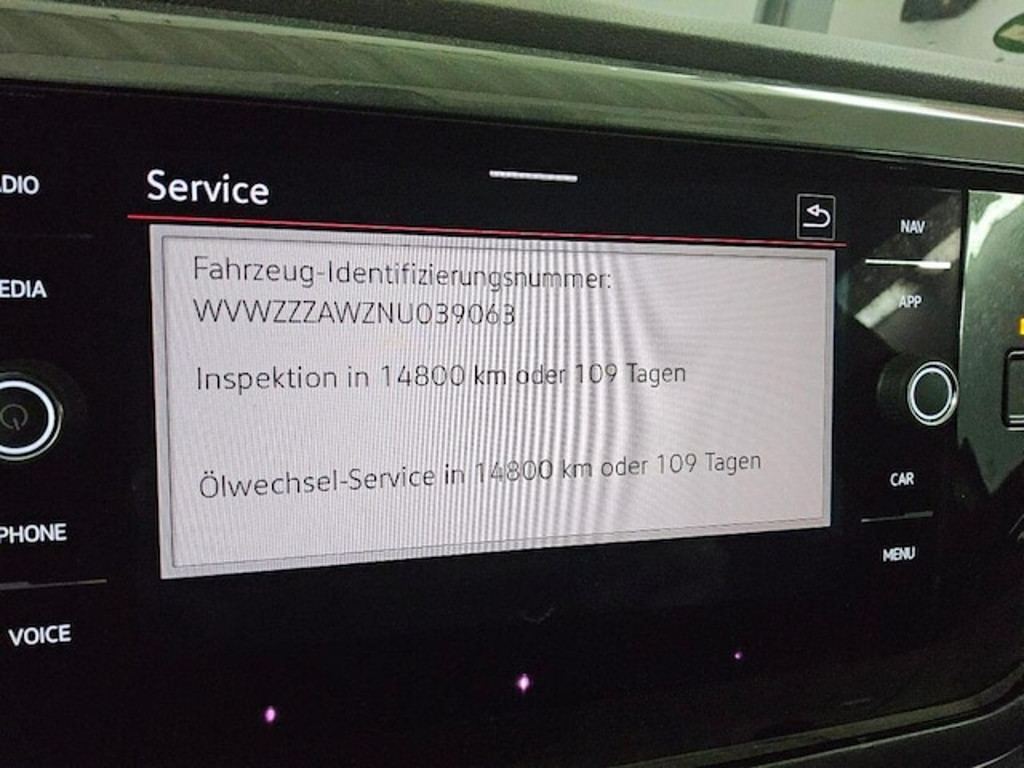 Service
Fahrzeug-Identifizierungsnummer:
WVWZZZAWZNU039063
Inspektion in 14800 km oder 109 Tagen
Ölwechsel-Service in 14800 km oder 109 Tagen
DIO
EDIA
PHONE
VOICE
NAV
APP
CAR
MENU